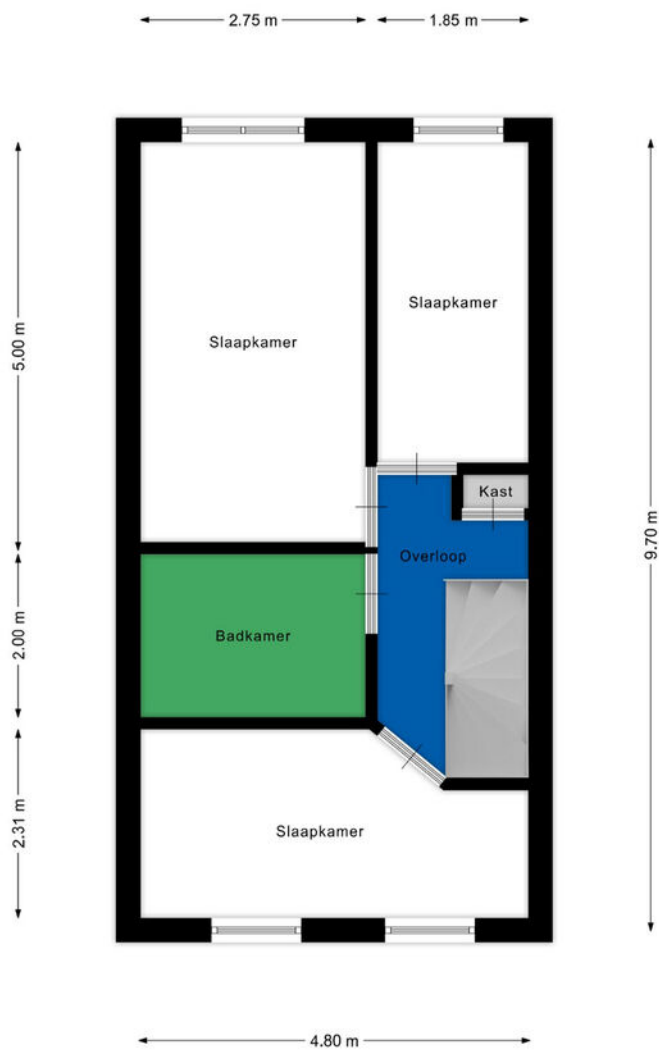 2.75 m
1.85 m
5.00 m
9.70 m
Slaapkamer
Slaapkamer
Kast
Overloop
2.00 m
Badkamer
2.31 m
Slaapkamer
4.80 m